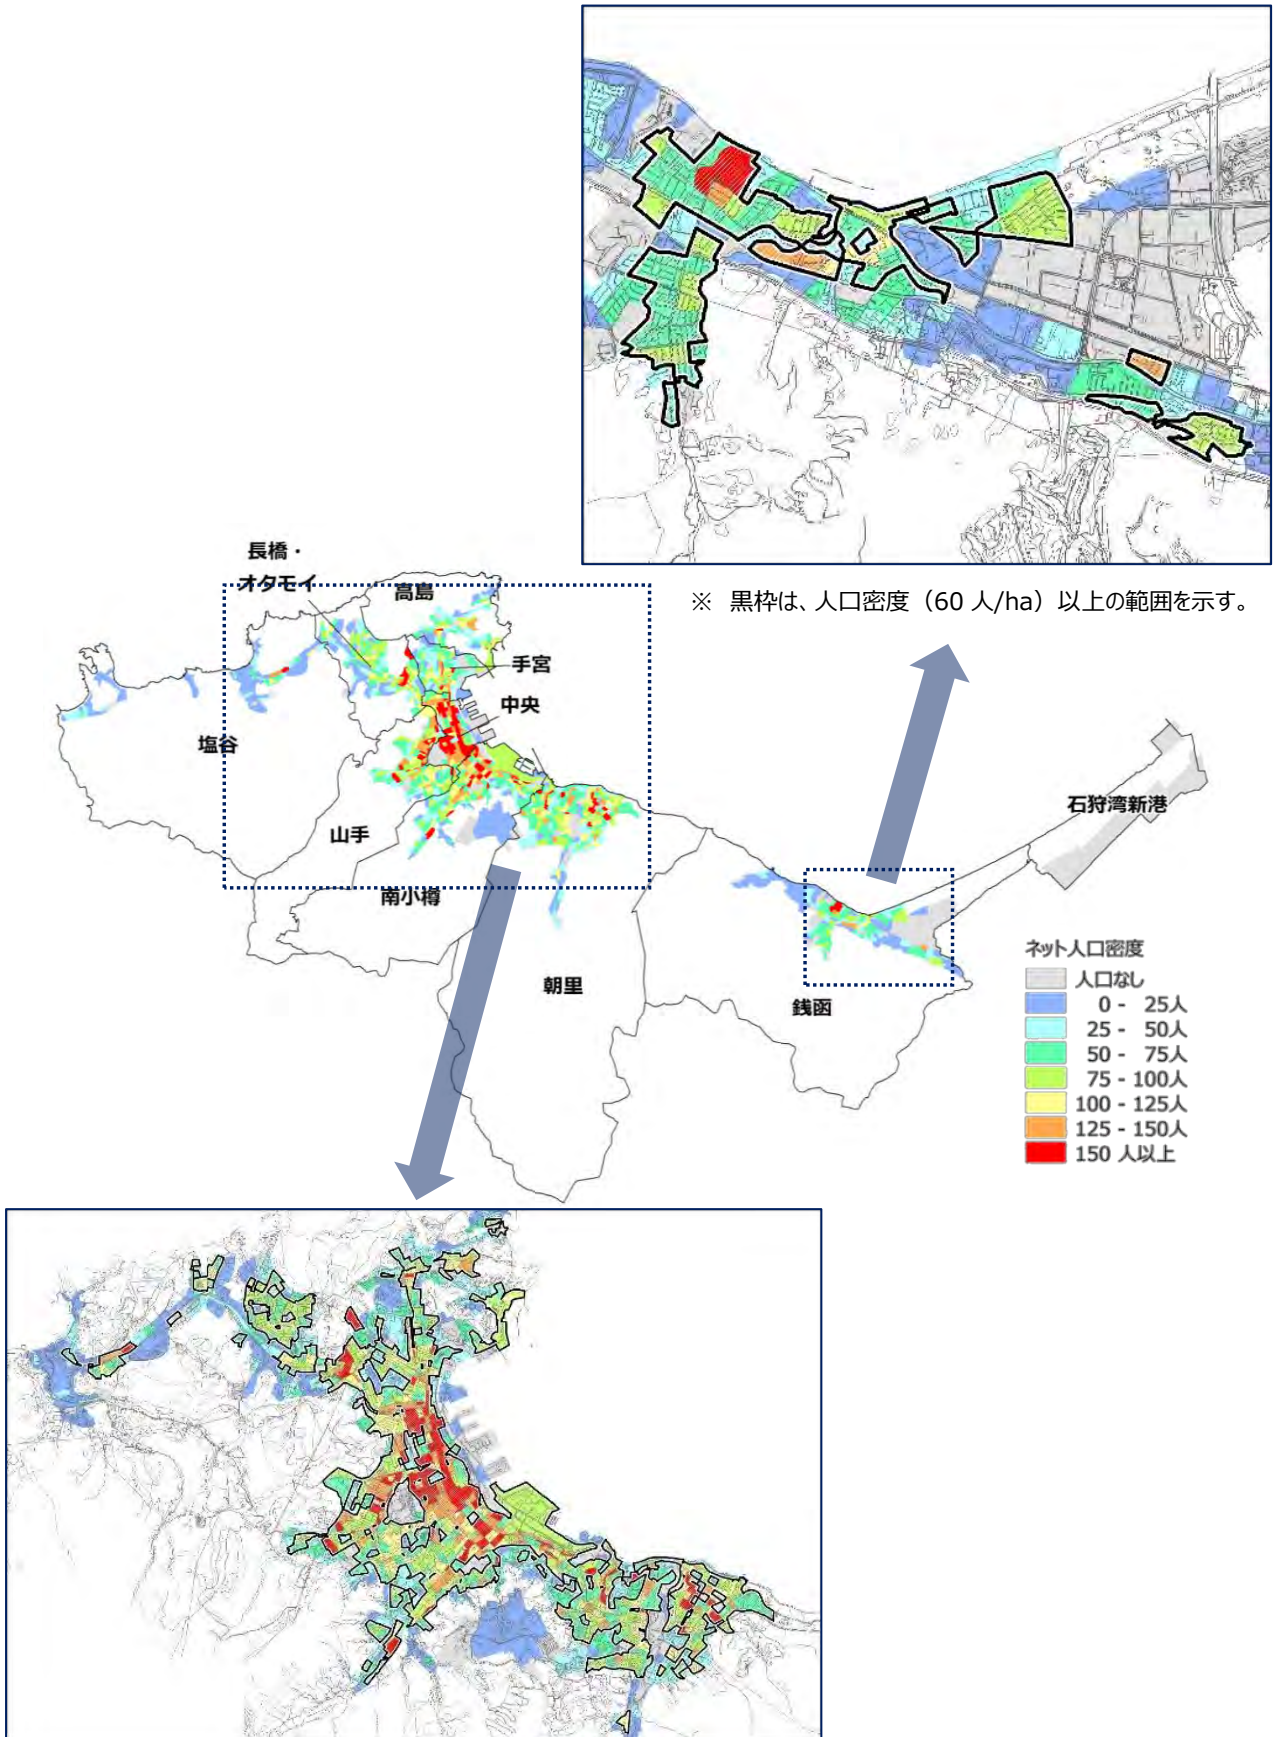 ※ 黒枠は、人口密度（60 人/ha）以上の範囲を示す。
長橋・
オタモイ
高島
手宮
中央
塩谷
山手
南小樽
朝里
銭函
石狩湾新港
ネット人口密度
人口なし
0 - 25人
25 - 50人
50 - 75人
75 - 100人
100 - 125人
125 - 150人
150 人以上